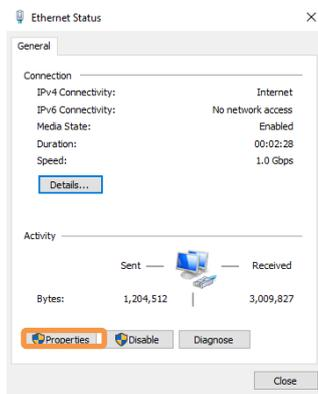 Ethernet Status
General
Connection
IPv4 Connectivity: Internet
IPv6 Connectivity: No network access
Media State: Enabled
Duration: 00:02:28
Speed: 1.0 Gbps
Details...
Activity
Sent — Received
Bytes: 1,204,512 | 3,009,827
Properties Disable Diagnose
Close